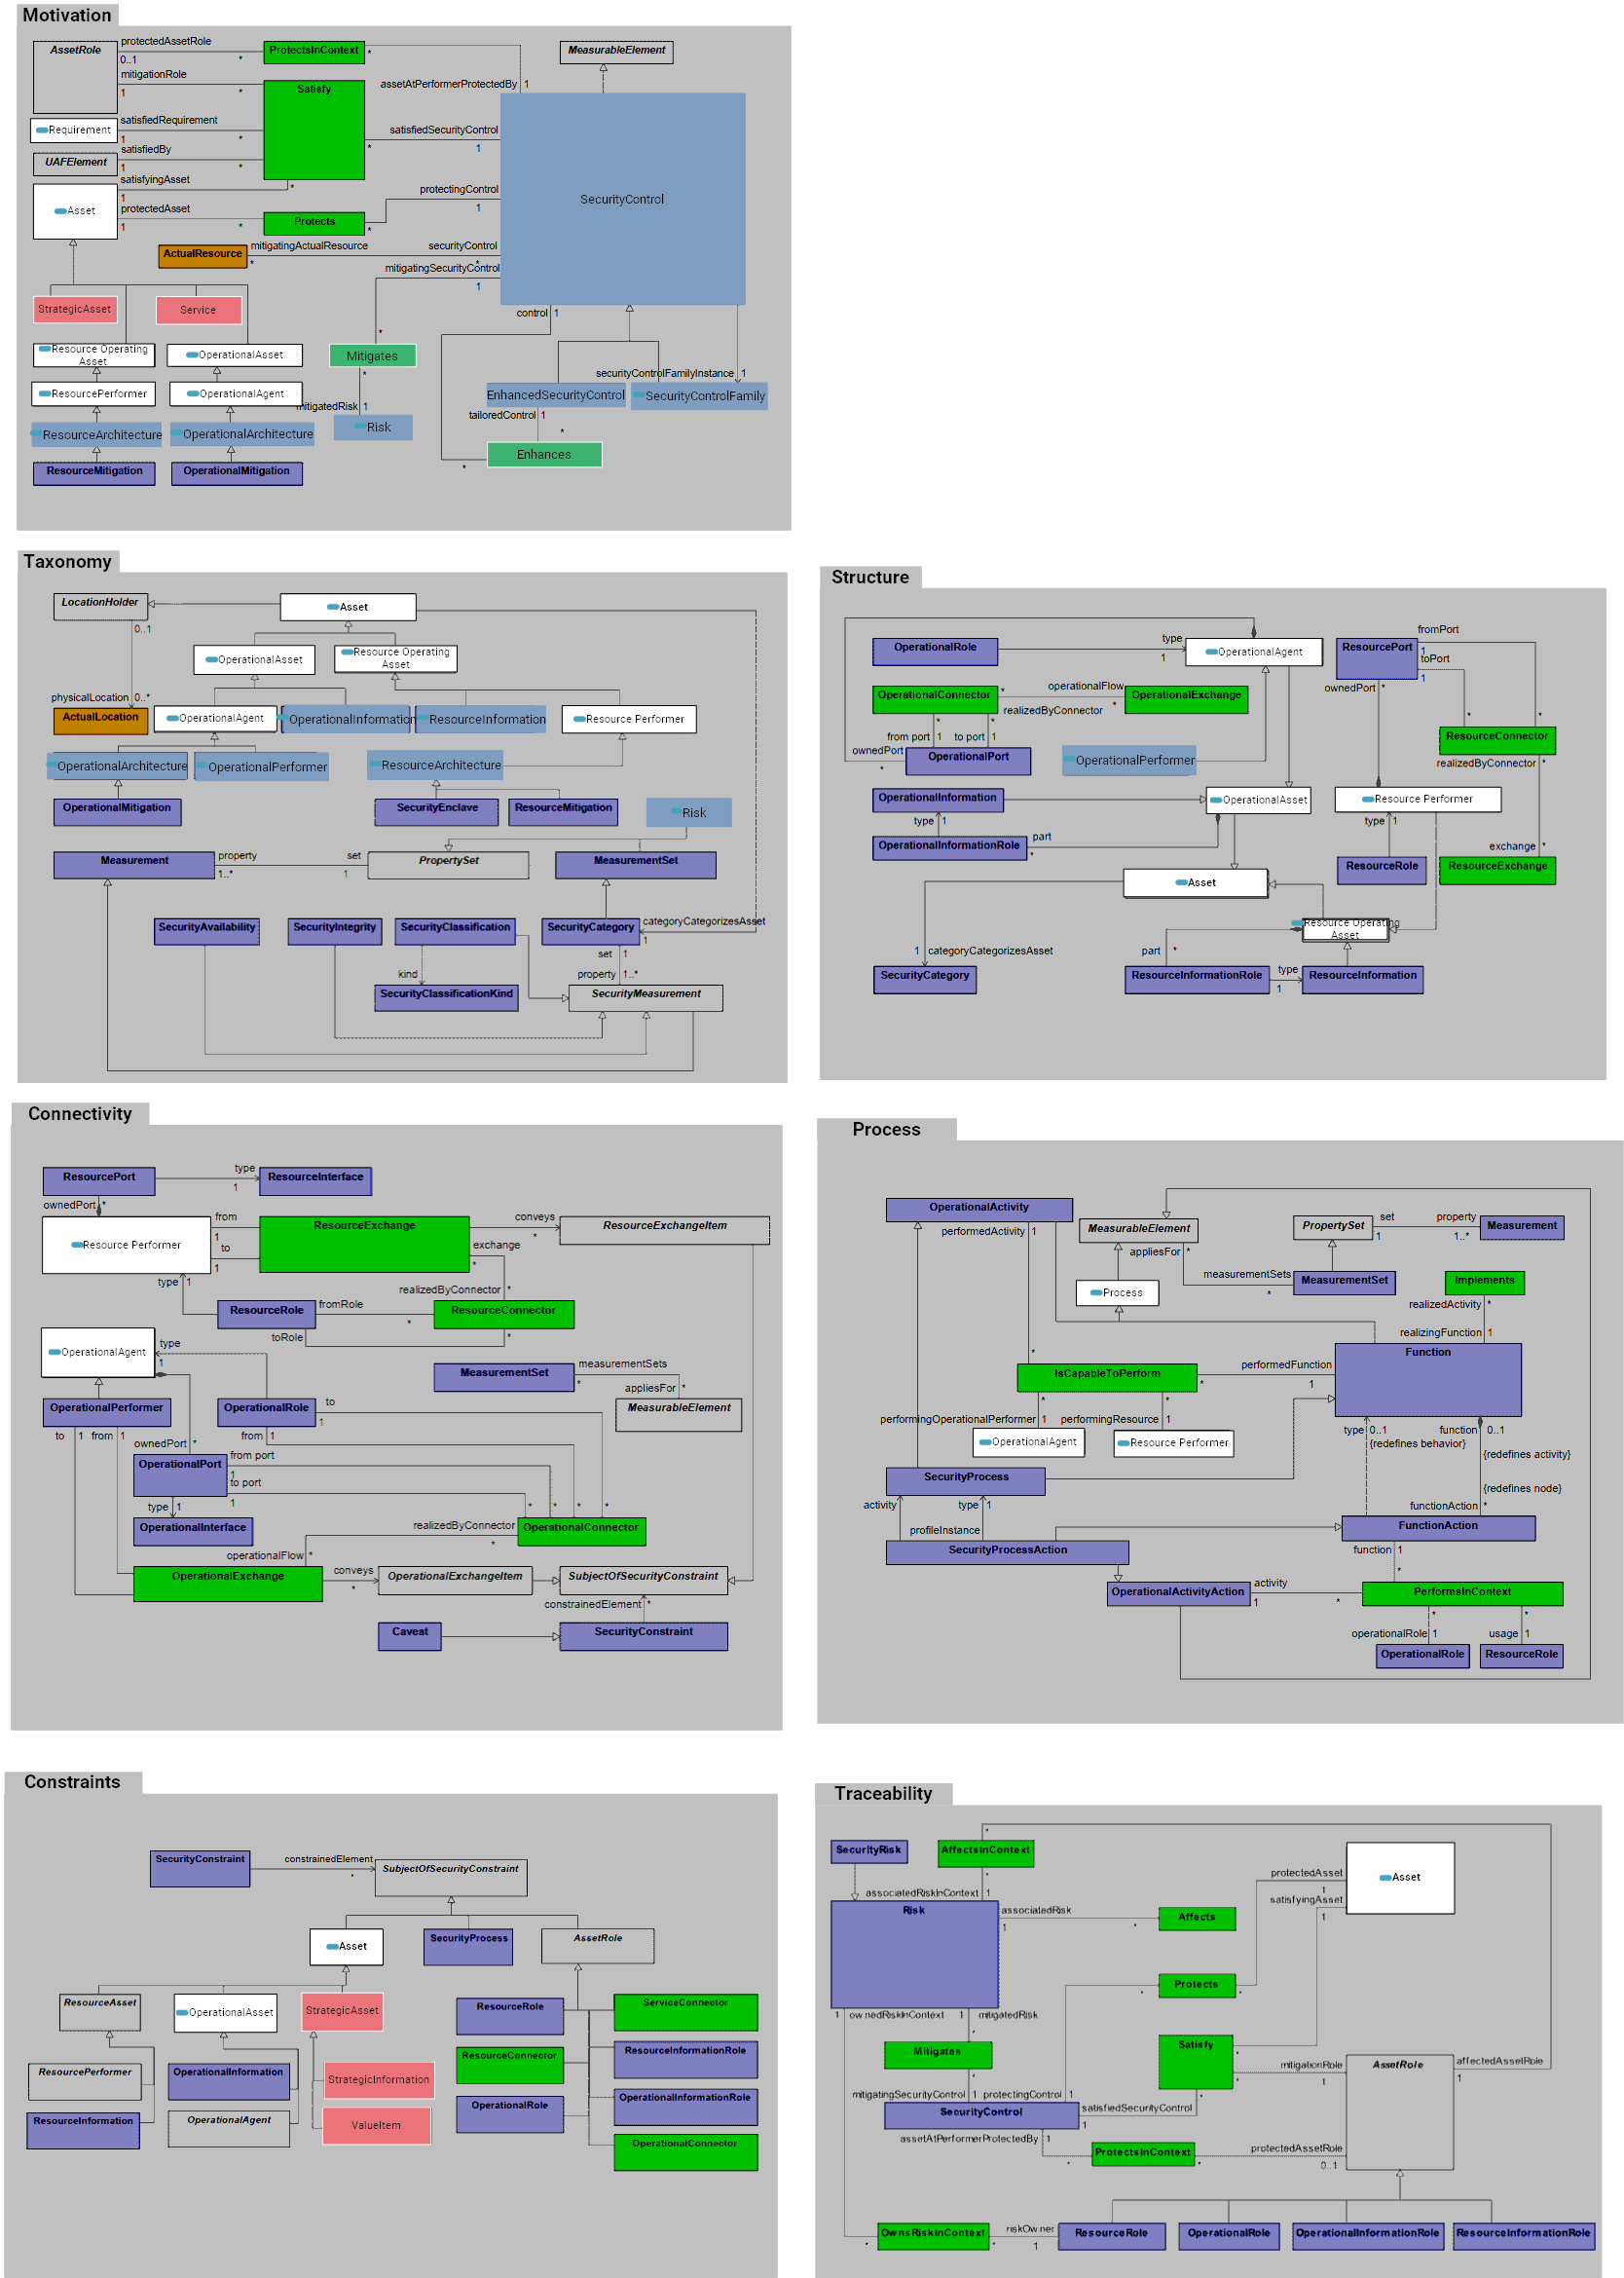 Motivation
AssetRole
protectedAssetRole
0..1
*
ProtectsInContext
*
MeasurableElement
mitigationRole
1
*
Satisfy
assetAtPerformerProtectedBy
1
Requirement
satisfiedRequirement
1
*
satisfiedSecurityControl
*
1
UAFElement
satisfiedBy
1
*
satisfyingAsset
1
*
Asset
protectedAsset
1
*
Protects
*
protectingControl
1
SecurityControl
ActualResource
mitigatingActualResource
*
securityControl
*
mitigatingSecurityControl
1
StrategicAsset
Service
control
1
*
Resource Operating
Asset
OperationalAsset
Mitigates
*
securityControlFamilyInstance
1
ResourcePerformer
OperationalAgent
mitigatedRisk
1
EnhancedSecurityControl
SecurityControlFamily
ResourceArchitecture
OperationalArchitecture
Risk
tailoredControl
1
*
ResourceMitigation
OperationalMitigation
*
Enhances
Taxonomy
LocationHolder
0..1
Asset
OperationalAsset
Resource Operating
Asset
physicalLocation
0..*
ActualLocation
OperationalAgent
OperationalInformation
ResourceInformation
Resource Performer
OperationalArchitecture
OperationalPerformer
ResourceArchitecture
OperationalMitigation
SecurityEnclave
ResourceMitigation
Risk
Measurement
property
1..*
set
1
PropertySet
MeasurementSet
SecurityAvailability
SecurityIntegrity
SecurityClassification
SecurityCategory
categoryCategorizesAsset
1
set
1
kind
property
1..*
SecurityClassificationKind
SecurityMeasurement
Structure
OperationalRole
type
1
OperationalAgent
ResourcePort
fromPort
1
toPort
1
OperationalConnector
*
operationalFlow
realizedByConnector
*
OperationalExchange
ownedPort
*
*
*
from port
1
to port
1
ResourceConnector
ownedPort
*
OperationalPort
OperationalPerformer
realizedByConnector
*
OperationalInformation
OperationalAsset
Resource Performer
type
1
type
1
OperationalInformationRole
part
*
exchange
*
ResourceRole
ResourceExchange
Asset
Resource Operating
Asset
1
categoryCategorizesAsset
part
*
SecurityCategory
ResourceInformationRole
type
1
ResourceInformation
Connectivity
ResourcePort
type
1
ResourceInterface
ownedPort
*
Resource Performer
from
1
to
ResourceExchange
conveys
*
ResourceExchangeItem
exchange
*
type
1
realizedByConnector
*
ResourceRole
fromRole
*
ResourceConnector
toRole
*
OperationalAgent
type
1
MeasurementSet
measurementSets
*
appliesFor
*
OperationalPerformer
OperationalRole
to
1
MeasurableElement
to
1
from
1
ownedPort
*
from
1
OperationalPort
from port
1
to port
1
type
1
*
*
*
*
OperationalInterface
realizedByConnector
*
OperationalConnector
operationalFlow
*
OperationalExchange
conveys
*
OperationalExchangeItem
SubjectOfSecurityConstraint
constrainedElement
*
Caveat
SecurityConstraint
Process
OperationalActivity
performedActivity
1
MeasurableElement
appliesFor
*
PropertySet
set
1
property
1..*
Measurement
measurementSets
*
MeasurementSet
Implements
Process
realizedActivity
*
realizingFunction
1
*
IsCapableToPerform
*
performedFunction
1
Function
*
*
performingOperationalPerformer
1
performingResource
1
OperationalAgent
Resource Performer
type
0..1
{redefines behavior}
function
0..1
{redefines activity}
SecurityProcess
{redefines node}
activity
type
1
profileInstance
functionAction
*
FunctionAction
SecurityProcessAction
function
1
*
OperationalActivityAction
activity
1
*
PerformsInContext
*
*
operationalRole
1
usage
1
OperationalRole
ResourceRole
Constraints
SecurityConstraint
constrainedElement
*
SubjectOfSecurityConstraint
Asset
SecurityProcess
AssetRole
ResourceAsset
OperationalAsset
StrategicAsset
ResourceRole
ServiceConnector
ResourcePerformer
OperationalInformation
StrategicInformation
ResourceConnector
ResourceInformationRole
ResourceInformation
OperationalAgent
ValueItem
OperationalRole
OperationalInformationRole
OperationalConnector
Traceability
SecurityRisk
AffectsInContext
*
*
associatedRiskInContext
1
protectedAsset
1
Asset
satisfyingAsset
1
Risk
associatedRisk
1
*
Affects
Protects
*
*
1
ownedRiskInContext
1
mitigatedRisk
*
Mitigates
*
Satisfy
*
*
*
mitigationRole
1
AssetRole
affectedAssetRole
1
mitigatingSecurityControl
1
protectingControl
1
SecurityControl
satisfiedSecurityControl
1
assetAtPerformerProtectedBy
1
*
ProtectsInContext
*
protectedAssetRole
0..1
*
OwnsRiskInContext
*
riskOwner
1
ResourceRole
OperationalRole
OperationalInformationRole
ResourceInformationRole